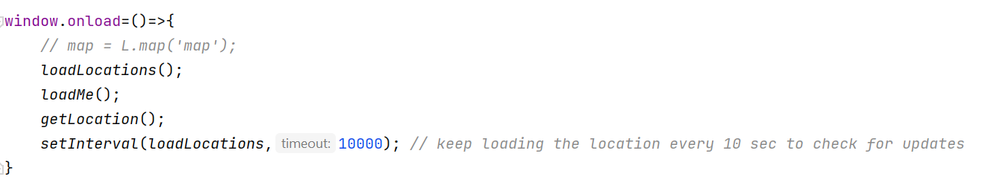 window.onload=()=>{
// map = L.map('map');
loadLocations();
loadMe();
getLocation();
setInterval(loadLocations, timeout: 10000); // keep loading the location every 10 sec to check for updates
}